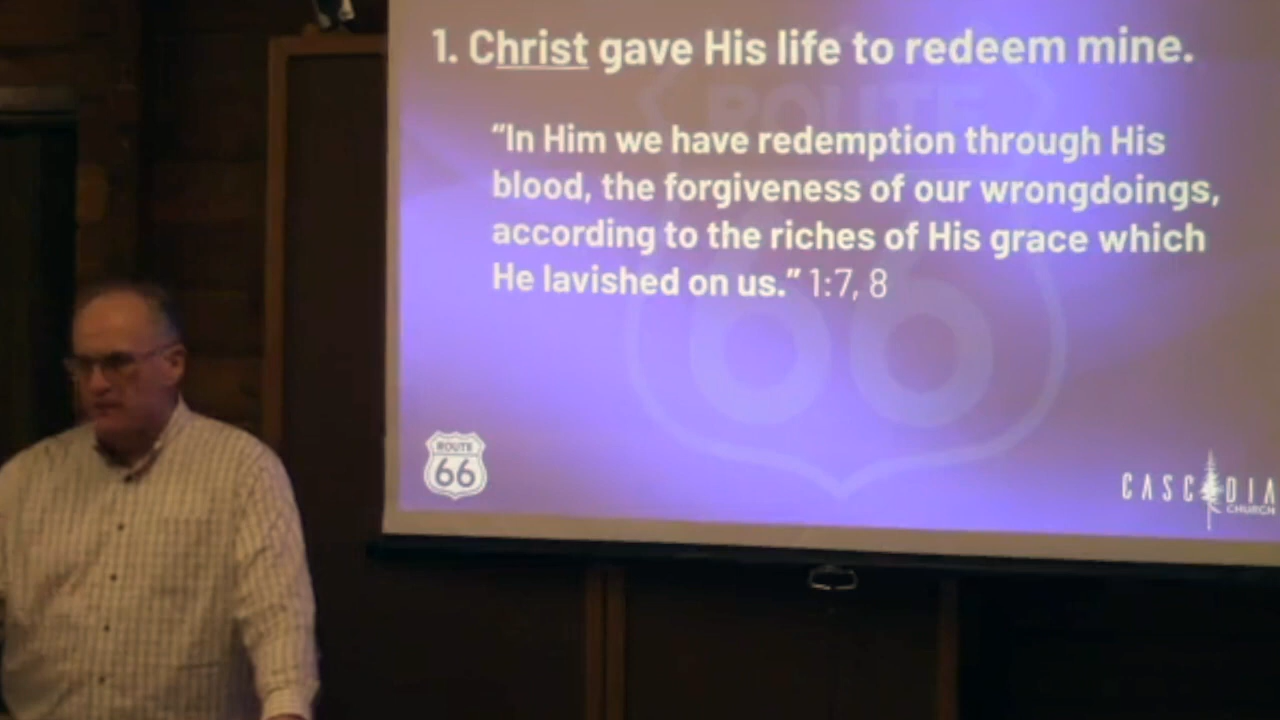 1. Christ gave His life to redeem mine.
“In Him we have redemption through His
blood, the forgiveness of our wrongdoings,
according to the riches of His grace which
He lavished on us.” 1:7, 8
ROUTE
66
ROUTE
66
CASCADIA
CHURCH